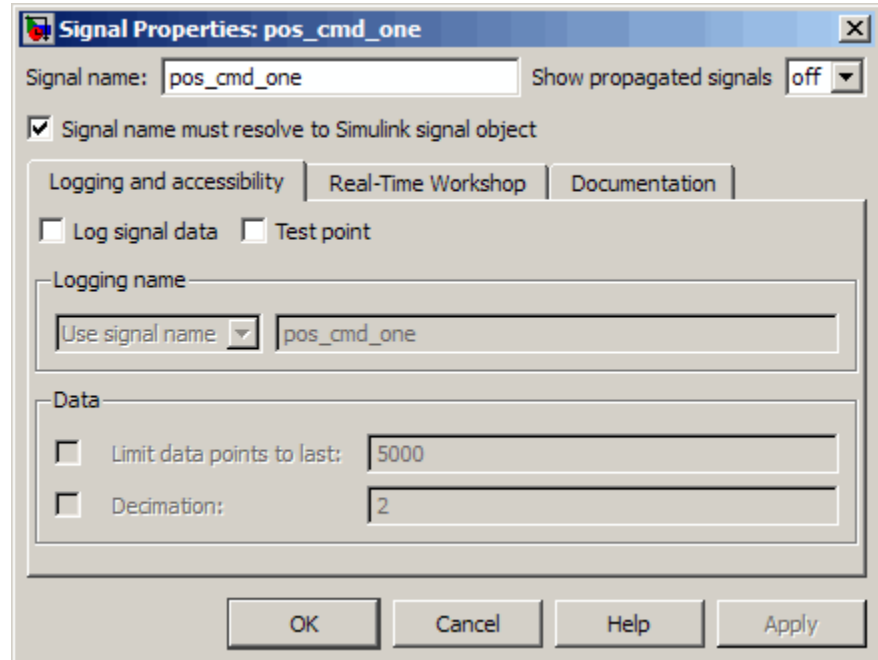 Signal Properties: pos_cmd_one
Signal name: pos_cmd_one Show propagated signals off
Signal name must resolve to Simulink signal object
Logging and accessibility Real-Time Workshop Documentation
Log signal data Test point
Logging name
Use signal name pos_cmd_one
Data
Limit data points to last: 5000
Decimation: 2
OK Cancel Help Apply